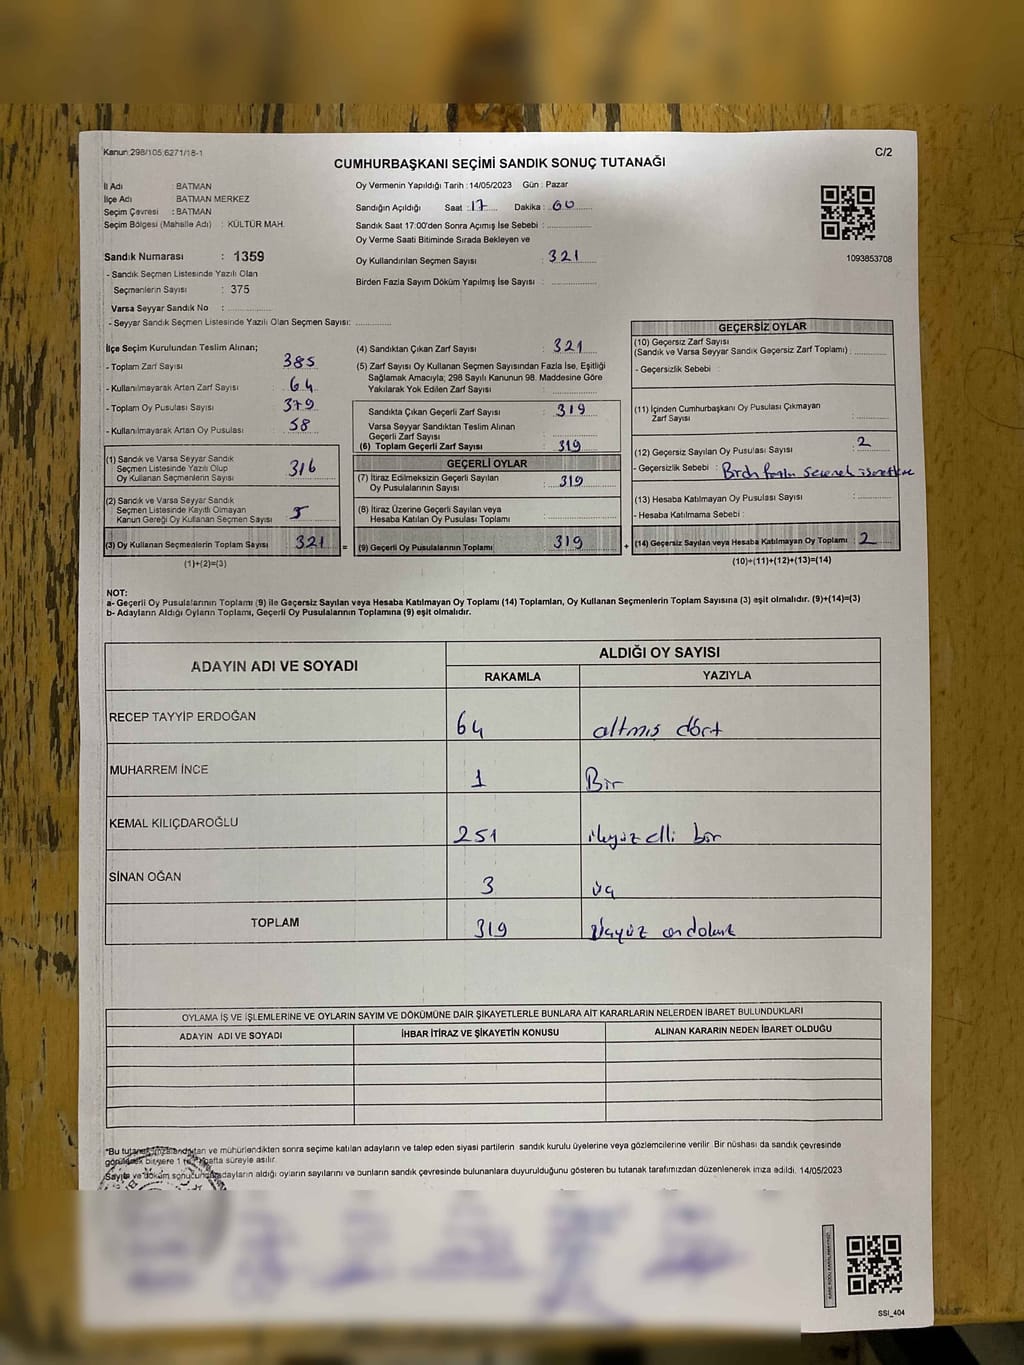 Kanun: 298/105,6271/18-1
CUMHURBAŞKANI SEÇİMİ SANDIK SONUÇ TUTANAĞI
C/2
İl Adı : BATMAN
İlçe Adı BATMAN MERKEZ
Seçim Çevresi : BATMAN
Seçim Bölgesi (Mahalle Adı) : KÜLTÜR MAH.
Oy Vermenin Yapıldığı Tarih : 14/05/2023 Gün : Pazar
Sandığın Açıldığı Saat : 17 Dakika : 60
Sandık Saat 17:00'den Sonra Açımış İse Sebebi :
Oy Verme Saati Bitiminde Sırada Bekleyen ve
Oy Kullandırılan Seçmen Sayısı : 321
Birden Fazla Sayım Döküm Yapılmış İse Sayısı :
1093853708
Sandık Numarası : 1359
- Sandık Seçmen Listesinde Yazılı Olan
Seçmenlerin Sayısı : 375
Varsa Seyyar Sandık No :
- Seyyar Sandık Seçmen Listesinde Yazılı Olan Seçmen Sayısı:
İlçe Seçim Kurulundan Teslim Alınan;
- Toplam Zarf Sayısı : 385
- Kullanılmayarak Artan Zarf Sayısı : 64
- Toplam Oy Pusulası Sayısı : 379
- Kullanılmayarak Artan Oy Pusulası : 58
(1) Sandık ve Varsa Seyyar Sandık
Seçmen Listesinde Yazılı Olup
Oy Kullanan Seçmenlerin Sayısı : 316
(2) Sandık ve Varsa Seyyar Sandık
Seçmen Listesinde Kayıtlı Olmayan
Kanun Gereği Oy Kullanan Seçmen Sayısı : 5
(3) Oy Kullanan Seçmenlerin Toplam Sayısı : 321 =
(1)+(2)=(3)
(4) Sandıktan Çıkan Zarf Sayısı : 321
(5) Zarf Sayısı Oy Kullanan Seçmen Sayısından Fazla İse, Eşitliği
Sağlamak Amacıyla; 298 Sayılı Kanunun 98. Maddesine Göre
Yakılarak Yok Edilen Zarf Sayısı :
Sandıkta Çıkan Geçerli Zarf Sayısı : 319
Varsa Seyyar Sandıktan Teslim Alınan
Geçerli Zarf Sayısı
(6) Toplam Geçerli Zarf Sayısı : 319
GEÇERLİ OYLAR
(7) İtiraz Edilmeksizin Geçerli Sayılan
Oy Pusulalarının Sayısı : 319
(8) İtiraz Üzerine Geçerli Sayılan veya
Hesaba Katılan Oy Pusulası Toplamı :
(9) Geçerli Oy Pusulalarının Toplamı : 319 +
GEÇERSİZ OYLAR
(10) Geçersiz Zarf Sayısı
(Sandık ve Varsa Seyyar Sandık Geçersiz Zarf Toplamı) :
- Geçersizlik Sebebi :
(11) İçinden Cumhurbaşkanı Oy Pusulası Çıkmayan
Zarf Sayısı :
(12) Geçersiz Sayılan Oy Pusulası Sayısı : 2
- Geçersizlik Sebebi :
(13) Hesaba Katılmayan Oy Pusulası Sayısı :
- Hesaba Katılmama Sebebi :
(14) Geçersiz Sayılan veya Hesaba Katılmayan Oy Toplamı : 2
(10)+(11)+(12)+(13)=(14)
NOT:
a- Geçerli Oy Pusulalarının Toplamı (9) ile Geçersiz Sayılan veya Hesaba Katılmayan Oy Toplamı (14) Toplamları, Oy Kullanan Seçmenlerin Toplam Sayısına (3) eşit olmalıdır. (9)+(14)=(3)
b- Adayların Aldığı Oyların Toplamı, Geçerli Oy Pusulalarının Toplamına (9) eşit olmalıdır.
ADAYIN ADI VE SOYADI ALDIĞI OY SAYISI
RAKAMLA YAZIYLA
RECEP TAYYİP ERDOĞAN 64 altmış dört
MUHARREM İNCE 1 Bir
KEMAL KILIÇDAROĞLU 251 ikiyüz elli bir
SİNAN OĞAN 3 üç
TOPLAM 319
OYLAMA İŞ VE İŞLEMLERİNE VE OYLARIN SAYIM VE DÖKÜMÜNE DAİR ŞİKAYETLERLE BUNLARA AİT KARARLARIN NELERDEN İBARET BULUNDUKLARI
ADAYIN ADI VE SOYADI İHBAR İTİRAZ VE ŞİKAYETİN KONUSU ALINAN KARARIN NEDEN İBARET OLDUĞU
*Bu tutanak imzalandıktan ve mühürlendikten sonra seçime katılan adayların ve talep eden siyasi partilerin sandık kurulu üyelerine veya gözlemcilerine verilir. Bir nüshası da sandık çevresinde
görülecek bir yere 1 hafta süreyle asılır.
Sayım ve döküm sonucunda adayların aldığı oyların sayılarını ve bunların sandık çevresinde bulunanlara duyurulduğunu gösteren bu tutanak tarafımızdan düzenlenerek imza edildi. 14/05/2023
SSI_404